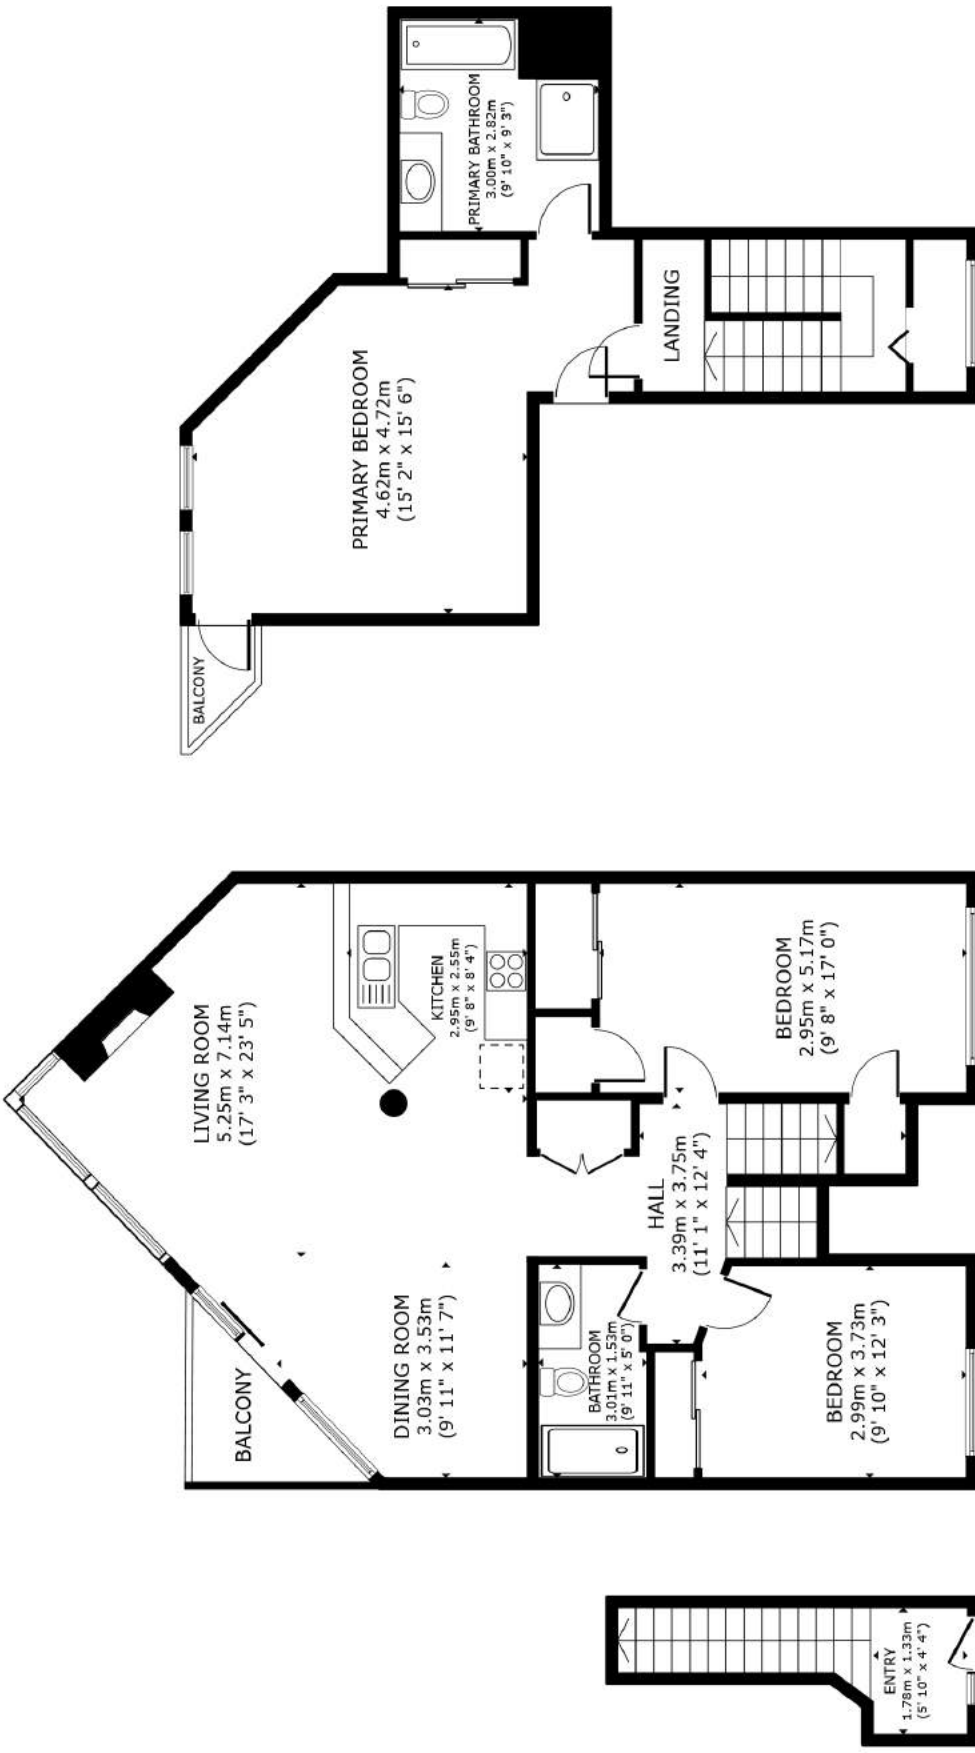 PRIMARY BATHROOM
3.00m x 2.82m
(9' 10" x 9' 3")
LANDING
PRIMARY BEDROOM
4.62m x 4.72m
(15' 2" x 15' 6")
BALCONY
LIVING ROOM
5.25m x 7.14m
(17' 3" x 23' 5")
KITCHEN
2.95m x 2.55m
(9' 8" x 8' 4")
BEDROOM
2.95m x 5.17m
(9' 8" x 17' 0")
HALL
3.39m x 3.75m
(11' 1" x 12' 4")
BALCONY
DINING ROOM
3.03m x 3.53m
(9' 11" x 11' 7")
BATHROOM
3.01m x 1.53m
(9' 11" x 5' 0")
BEDROOM
2.99m x 3.73m
(9' 10" x 12' 3")
ENTRY
1.78m x 1.33m
(5' 10" x 4' 4")